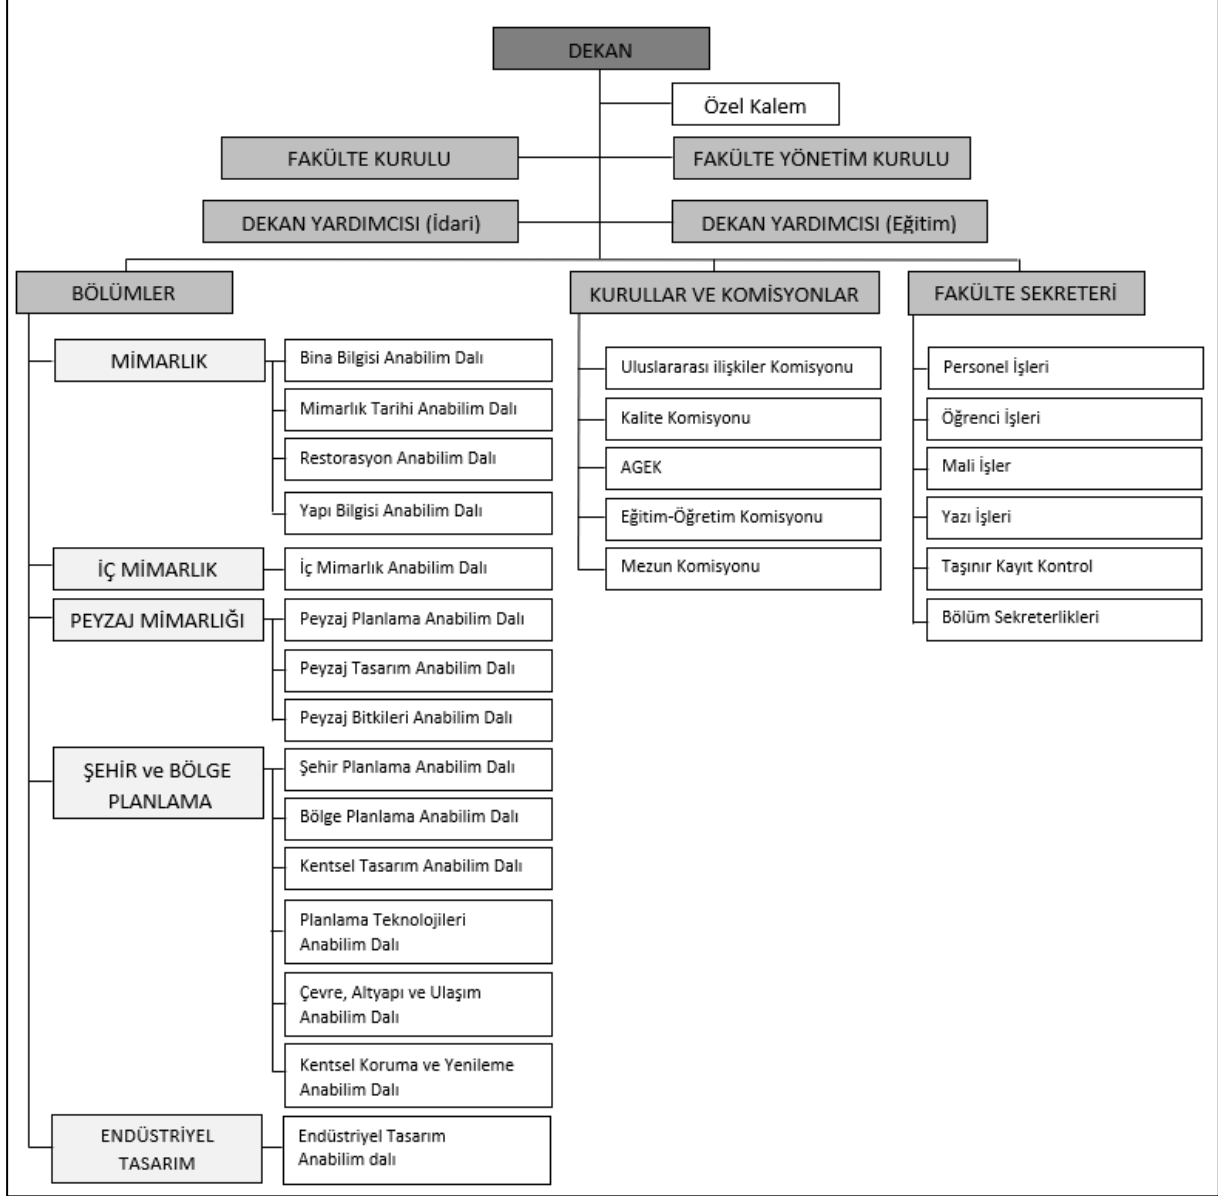 DEKAN
Özel Kalem
FAKÜLTE KURULU
FAKÜLTE YÖNETİM KURULU
DEKAN YARDIMCISI (İdari)
DEKAN YARDIMCISI (Eğitim)
BÖLÜMLER
MİMARLIK
Bina Bilgisi Anabilim Dalı
Mimarlık Tarihi Anabilim Dalı
Restorasyon Anabilim Dalı
Yapı Bilgisi Anabilim Dalı
İÇ MİMARLIK
İç Mimarlık Anabilim Dalı
PEYZAJ MİMARLIĞI
Peyzaj Planlama Anabilim Dalı
Peyzaj Tasarım Anabilim Dalı
Peyzaj Bitkileri Anabilim Dalı
ŞEHİR ve BÖLGE
PLANLAMA
Şehir Planlama Anabilim Dalı
Bölge Planlama Anabilim Dalı
Kentsel Tasarım Anabilim Dalı
Planlama Teknolojileri
Anabilim Dalı
Çevre, Altyapı ve Ulaşım
Anabilim Dalı
Kentsel Koruma ve Yenileme
Anabilim Dalı
ENDÜSTRİYEL
TASARIM
Endüstriyel Tasarım
Anabilim dalı
KURULLAR VE KOMİSYONLAR
Uluslararası ilişkiler Komisyonu
Kalite Komisyonu
AGEK
Eğitim-Öğretim Komisyonu
Mezun Komisyonu
FAKÜLTE SEKRETERİ
Personel İşleri
Öğrenci İşleri
Mali İşler
Yazı İşleri
Taşınır Kayıt Kontrol
Bölüm Sekreterlikleri